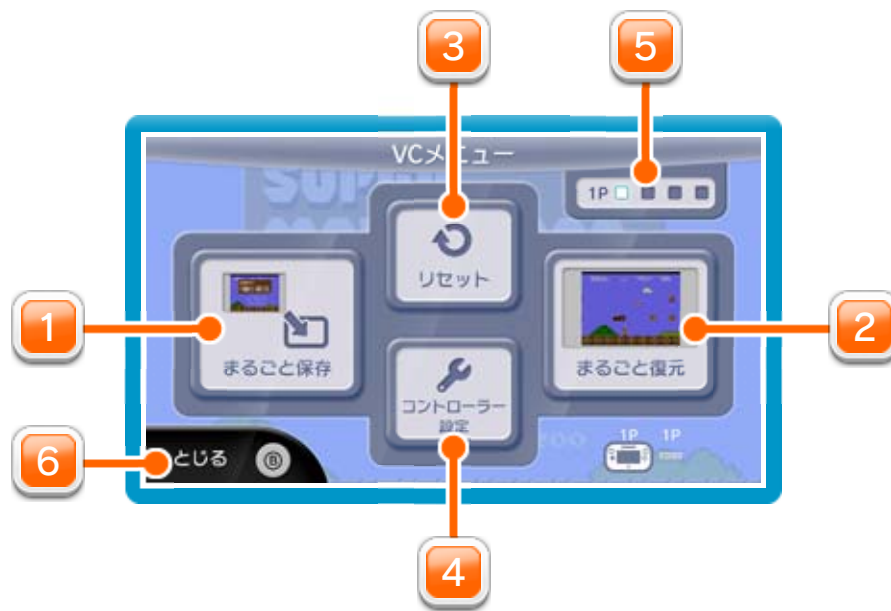 3
5
VCメニュー
SUPER
1P
リセット
1
まるごと保存
2
まるごと復元
コントローラー
設定
6
とじる
B
1P 1P
4